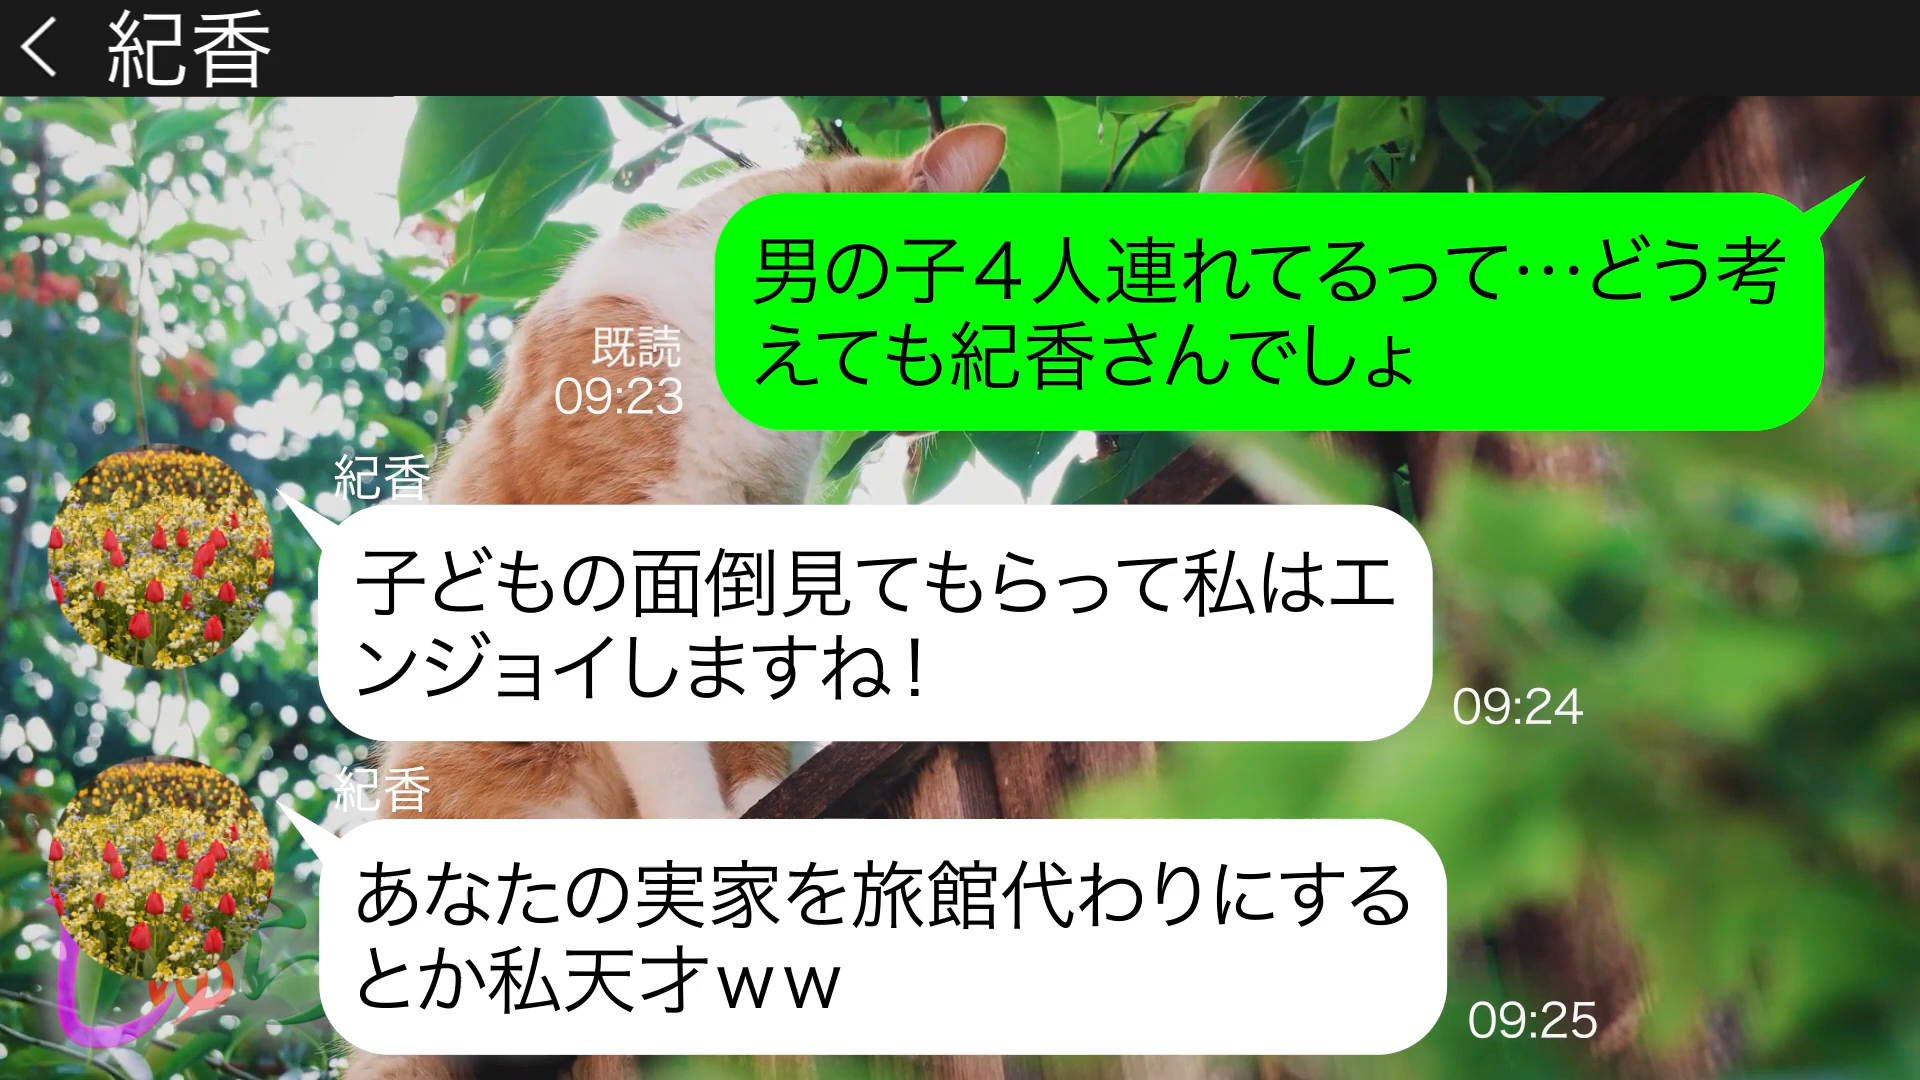 紀香
男の子4人連れてるって…どう考
えても紀香さんでしょ
既読
09:23
紀香
子どもの面倒見てもらって私はエ
ンジョイしますね！
09:24
紀香
あなたの実家を旅館代わりにする
とか私天才ｗｗ
09:25